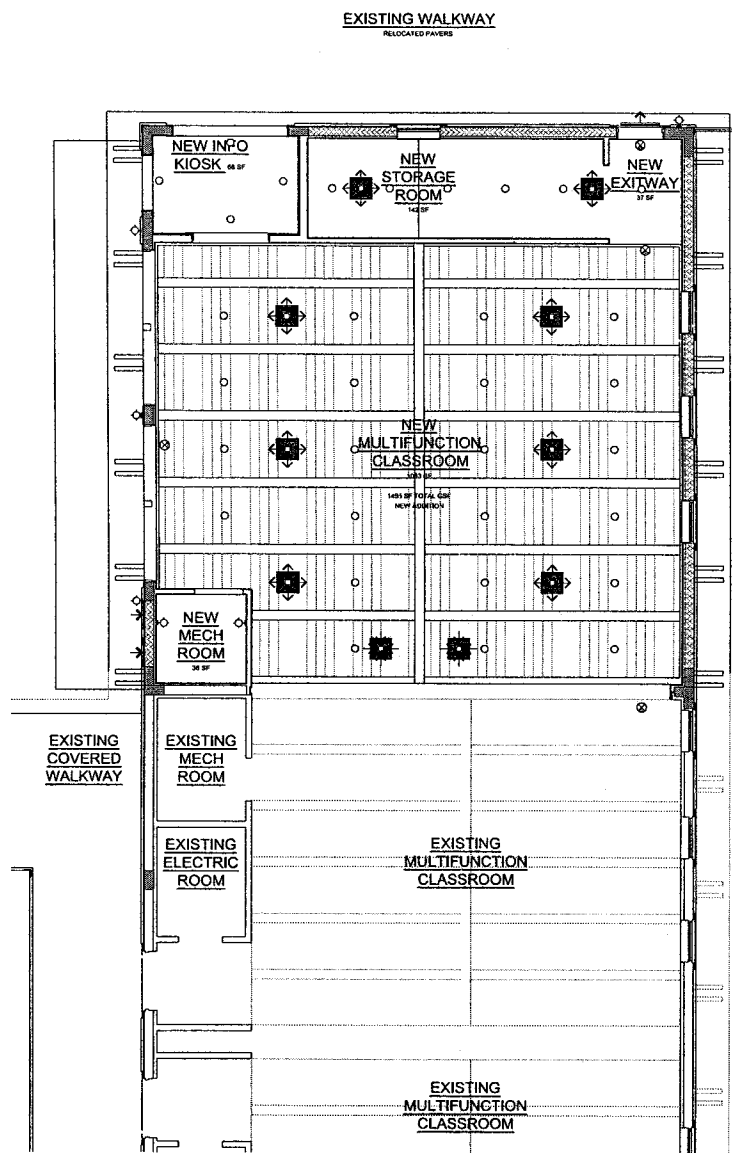 EXISTING WALKWAY
RELOCATED PAVERS
NEW INFO
KIOSK 66 SF
NEW
STORAGE
ROOM
142 SF
NEW
EXITWAY
37 SF
NEW
MULTIFUNCTION
CLASSROOM
1491 SF TOTAL GSF
NEW ADDITION
NEW
MECH
ROOM
36 SF
EXISTING
COVERED
WALKWAY
EXISTING
MECH
ROOM
EXISTING
ELECTRIC
ROOM
EXISTING
MULTIFUNCTION
CLASSROOM
EXISTING
MULTIFUNCTION
CLASSROOM